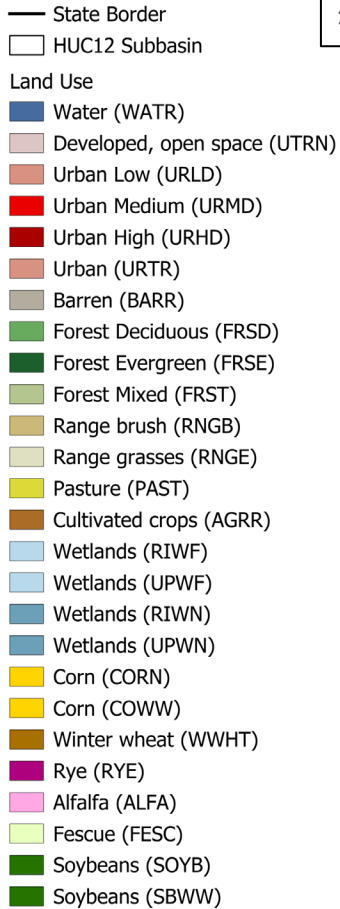 State Border
HUC12 Subbasin
Land Use
Water (WATR)
Developed, open space (UTRN)
Urban Low (URLD)
Urban Medium (URMD)
Urban High (URHD)
Urban (URTR)
Barren (BARR)
Forest Deciduous (FRSD)
Forest Evergreen (FRSE)
Forest Mixed (FRST)
Range brush (RNGB)
Range grasses (RNGE)
Pasture (PAST)
Cultivated crops (AGRR)
Wetlands (RIWF)
Wetlands (UPWF)
Wetlands (RIWN)
Wetlands (UPWN)
Corn (CORN)
Corn (COWW)
Winter wheat (WWHT)
Rye (RYE)
Alfalfa (ALFA)
Fescue (FESC)
Soybeans (SOYB)
Soybeans (SBWW)